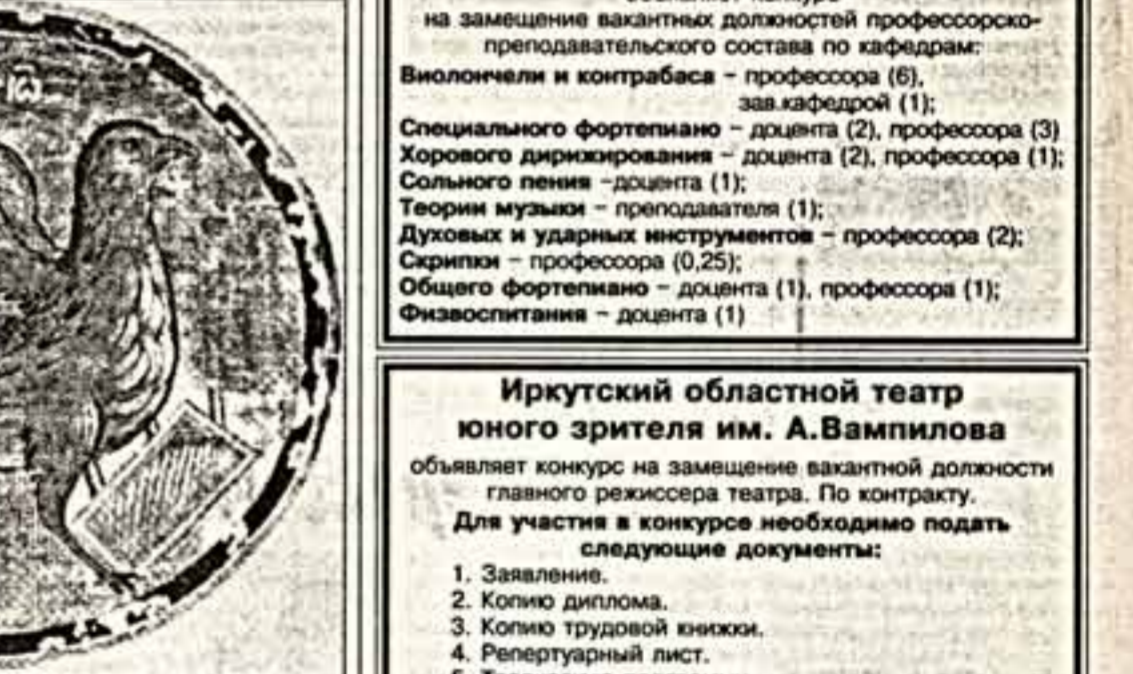 на замещение вакантных должностей профессорско-
преподавательского состава по кафедрам:
Виолончели и контрабаса – профессора (6),
зав.кафедрой (1);
Специального фортепиано – доцента (2), профессора (3)
Хорового дирижирования – доцента (2), профессора (1);
Сольного пения –доцента (1);
Теории музыки – преподавателя (1);
Духовых и ударных инструментов – профессора (2);
Скрипки – профессора (0,25);
Общего фортепиано – доцента (1), профессора (1);
Физвоспитания – доцента (1)
Иркутский областной театр
юного зрителя им. А.Вампилова
объявляет конкурс на замещение вакантной должности
главного режиссера театра. По контракту.
Для участия в конкурсе необходимо подать
следующие документы:
1. Заявление.
2. Копию диплома.
3. Копию трудовой книжки.
4. Репертуарный лист.